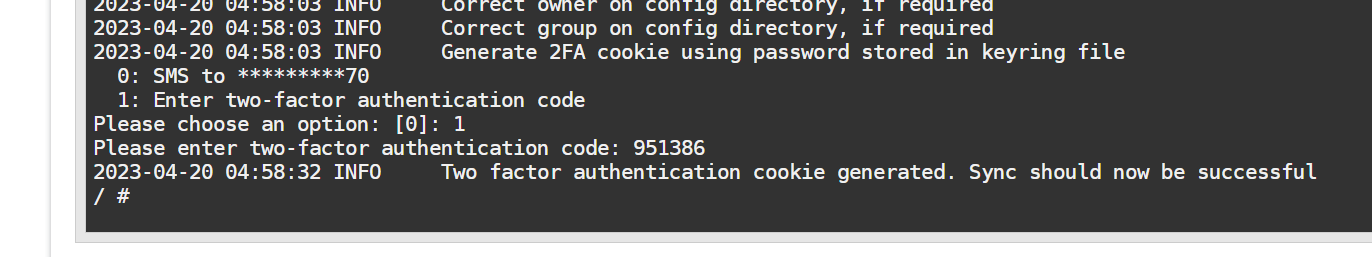 2023-04-20 04:58:03 INFO     Correct owner on config directory, if required
2023-04-20 04:58:03 INFO     Correct group on config directory, if required
2023-04-20 04:58:03 INFO     Generate 2FA cookie using password stored in keyring file
  0: SMS to *********70
  1: Enter two-factor authentication code
Please choose an option: [0]: 1
Please enter two-factor authentication code: 951386
2023-04-20 04:58:32 INFO     Two factor authentication cookie generated. Sync should now be successful
/ #